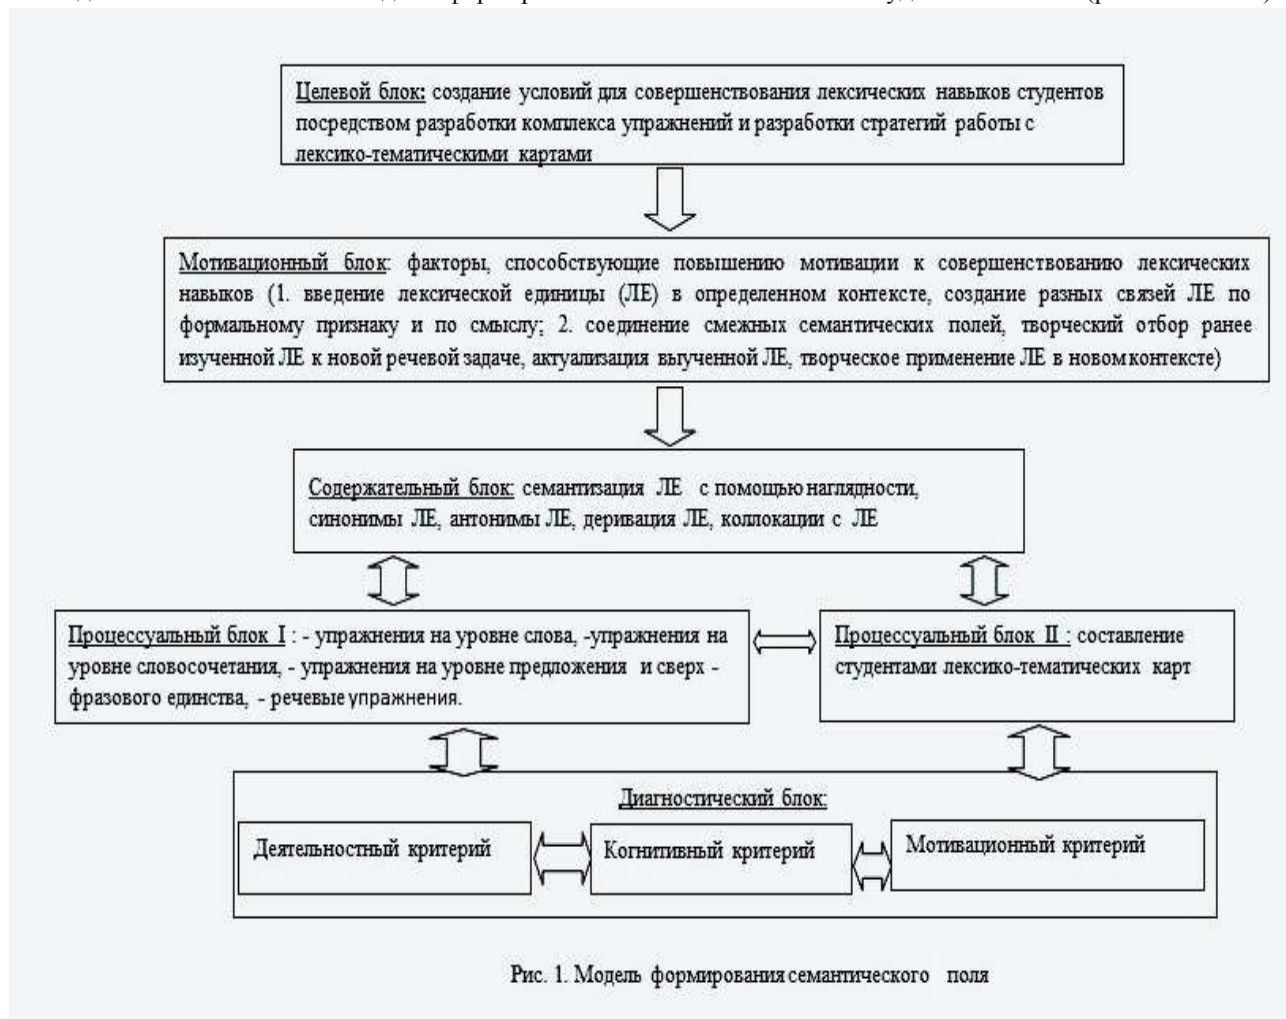 Целевой блок: создание условий для совершенствования лексических навыков студентов
посредством разработки комплекса упражнений и разработки стратегий работы с
лексико-тематическими картами
Мотивационный блок: факторы, способствующие повышению мотивации к совершенствованию лексических
навыков (1. введение лексической единицы (ЛЕ) в определенном контексте, создание разных связей ЛЕ по
формальному признаку и по смыслу; 2. соединение смежных семантических полей, творческий отбор ранее
изученной ЛЕ к новой речевой задаче, актуализация выученной ЛЕ, творческое применение ЛЕ в новом контексте)
Содержательный блок: семантизация ЛЕ с помощью наглядности,
синонимы ЛЕ, антонимы ЛЕ, деривация ЛЕ, коллокации с ЛЕ
Процессуальный блок I : - упражнения на уровне слова, -упражнения на
уровне словосочетания, - упражнения на уровне предложения и сверх -
фразового единства, - речевые упражнения.
Процессуальный блок II : составление
студентами лексико-тематических карт
Диагностический блок:
Деятельностный критерий
Когнитивный критерий
Мотивационный критерий
Рис. 1. Модель формирования семантического поля